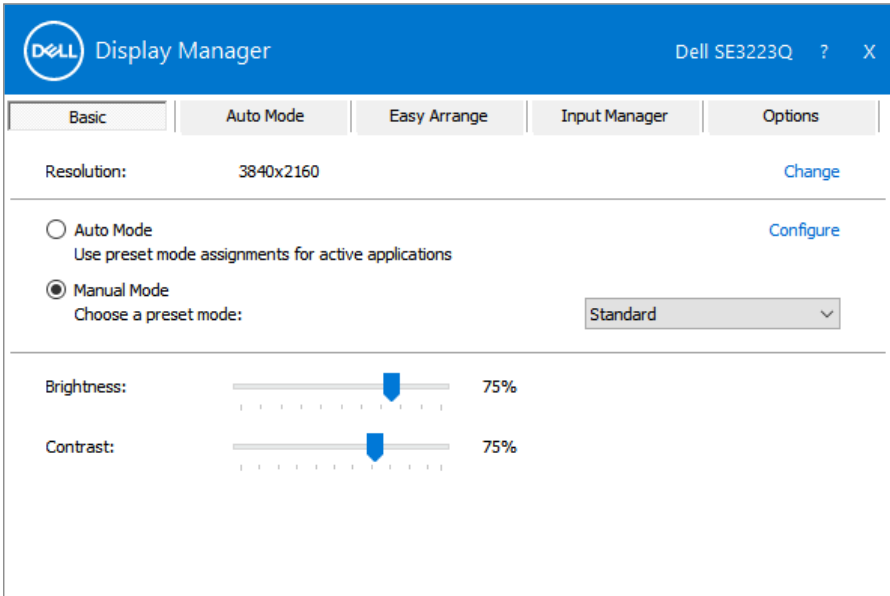 DELL Display Manager Dell SE3223Q ? X
Basic Auto Mode Easy Arrange Input Manager Options
Resolution: 3840x2160 Change
Auto Mode Configure
Use preset mode assignments for active applications
Manual Mode
Choose a preset mode: Standard
Brightness: 75%
Contrast: 75%